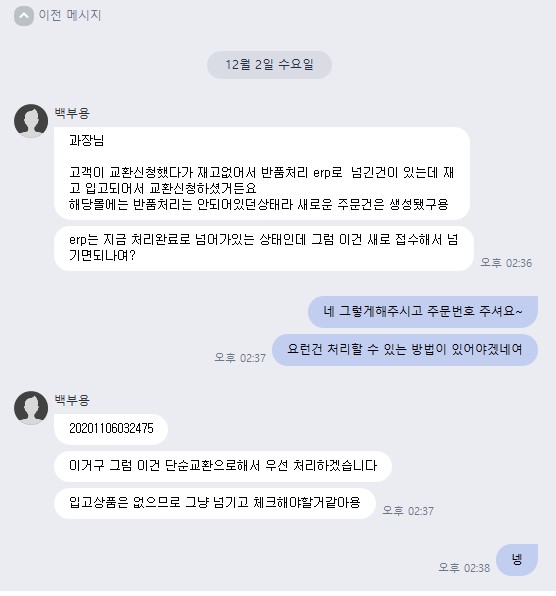 이전 메시지
12월 2일 수요일
백부용
과장님
고객이 교환신청했다가 재고없어서 반품처리 erp로 넘긴건이 있는데 재
고 입고되어서 교환신청하셨거든요
해당몰에는 반품처리는 안되어있던상태라 새로운 주문건은 생성됐구용
erp는 지금 처리완료로 넘어가있는 상태인데 그럼 이건 새로 접수해서 넘
기면되나여?
오후 02:36
네 그렇게해주시고 주문번호 주셔요~
요런건 처리할 수 있는 방법이 있어야겠네여
오후 02:37
백부용
20201106032475
이거구 그럼 이건 단순교환으로해서 우선 처리하겠습니다
입고상품은 없으므로 그냥 넘기고 체크해야할거같아용
오후 02:37
넹
오후 02:38